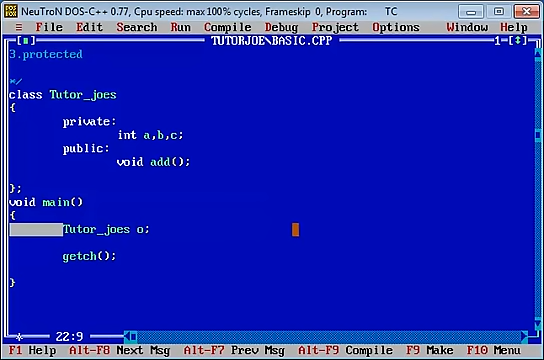 NeuTroN DOS-C++ 0.77, Cpu speed: max 100% cycles, Frameskip 0, Program: TC
≡ File Edit Search Run Compile Debug Project Options Window Help
[■] TUTORJOE\BASIC.CPP 1=[↕]
3.protected
*/
class Tutor_joes
{
private:
int a,b,c;
public:
void add();
};
void main()
{
Tutor_joes o;
getch();
}
* 22:9
F1 Help Alt-F8 Next Msg Alt-F7 Prev Msg Alt-F9 Compile F9 Make F10 Menu